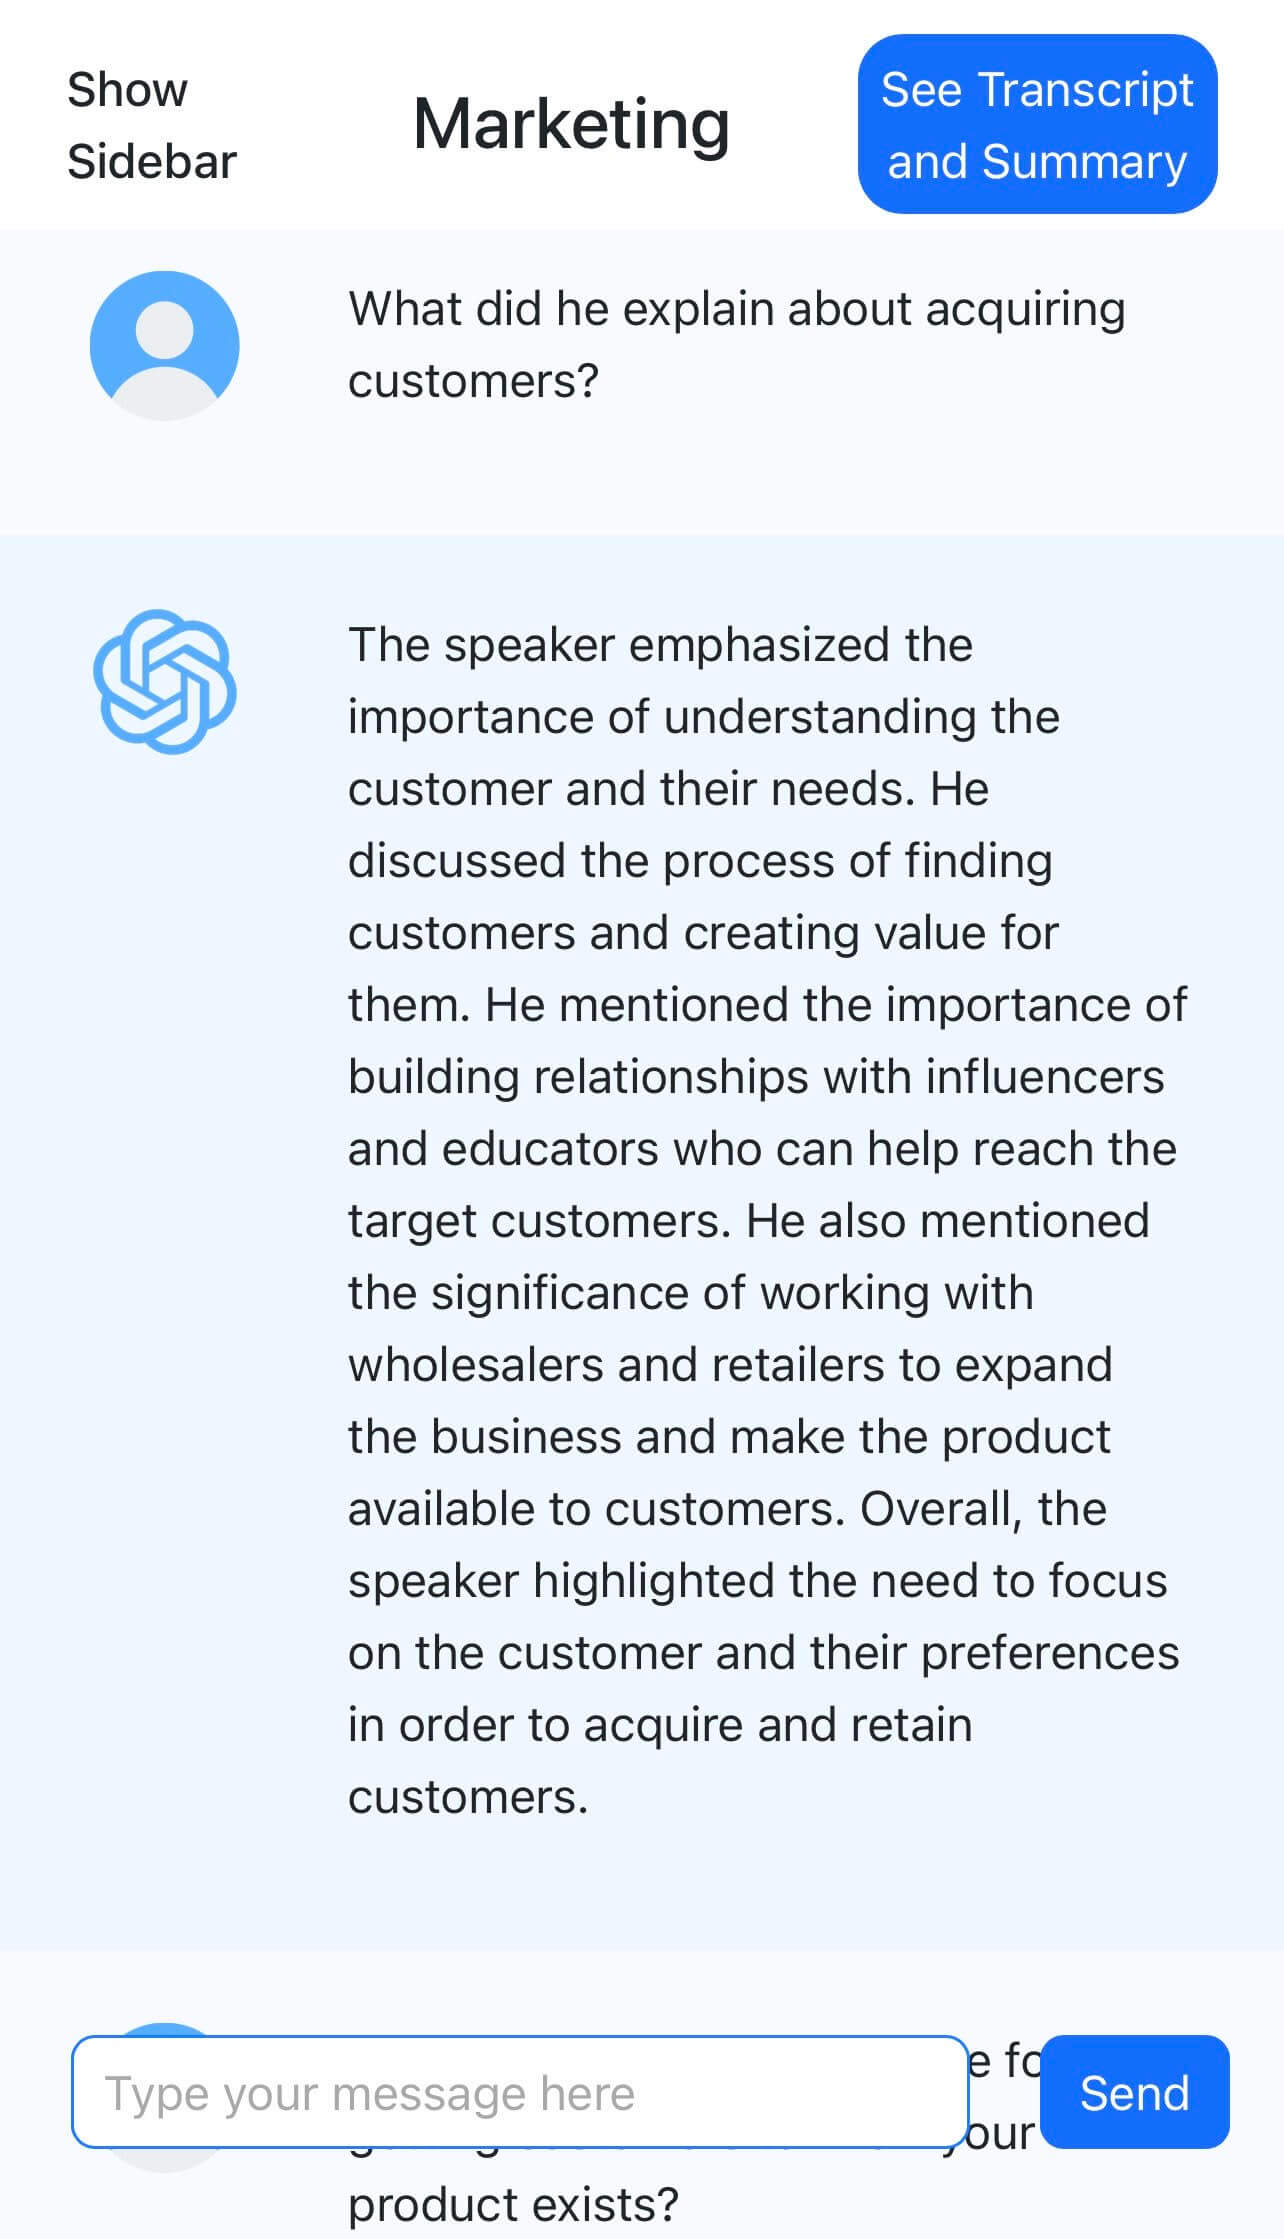 Show
Sidebar
Marketing
See Transcript
and Summary
What did he explain about acquiring
customers?
The speaker emphasized the
importance of understanding the
customer and their needs. He
discussed the process of finding
customers and creating value for
them. He mentioned the importance of
building relationships with influencers
and educators who can help reach the
target customers. He also mentioned
the significance of working with
wholesalers and retailers to expand
the business and make the product
available to customers. Overall, the
speaker highlighted the need to focus
on the customer and their preferences
in order to acquire and retain
customers.
Type your message here
Send
your
product exists?